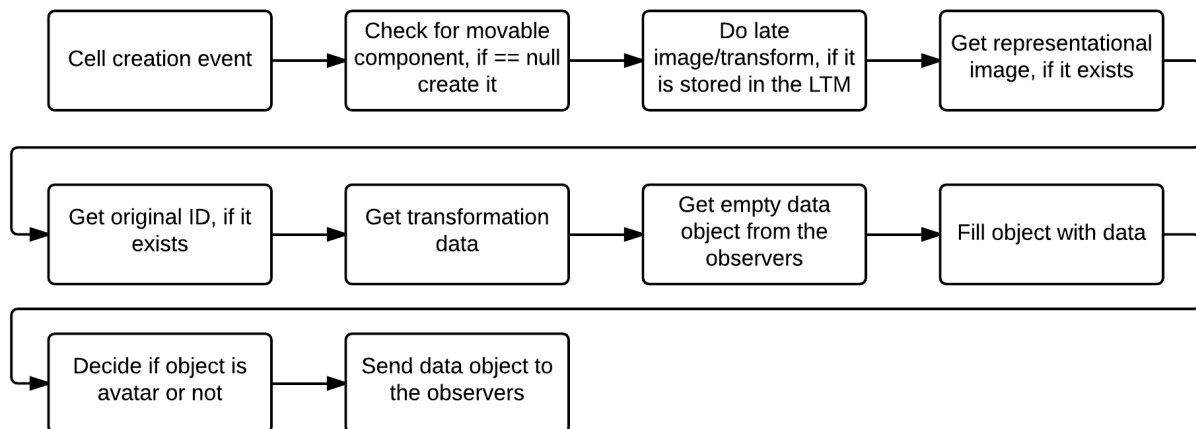 Cell creation event
Check for movable
component, if == null
create it
Do late
image/transform, if it
is stored in the LTM
Get representational
image, if it exists
Get original ID, if it
exists
Get transformation
data
Get empty data
object from the
observers
Fill object with data
Decide if object is
avatar or not
Send data object to
the observers